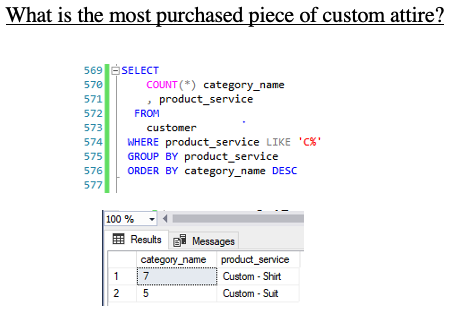 What is the most purchased piece of custom attire?
569 SELECT
570 COUNT(*) category_name
571 , product_service
572 FROM
573 customer
574 WHERE product_service LIKE 'C%'
575 GROUP BY product_service
576 ORDER BY category_name DESC
577
100 %
Results Messages
category_name product_service
1 7 Custom - Shirt
2 5 Custom - Suit